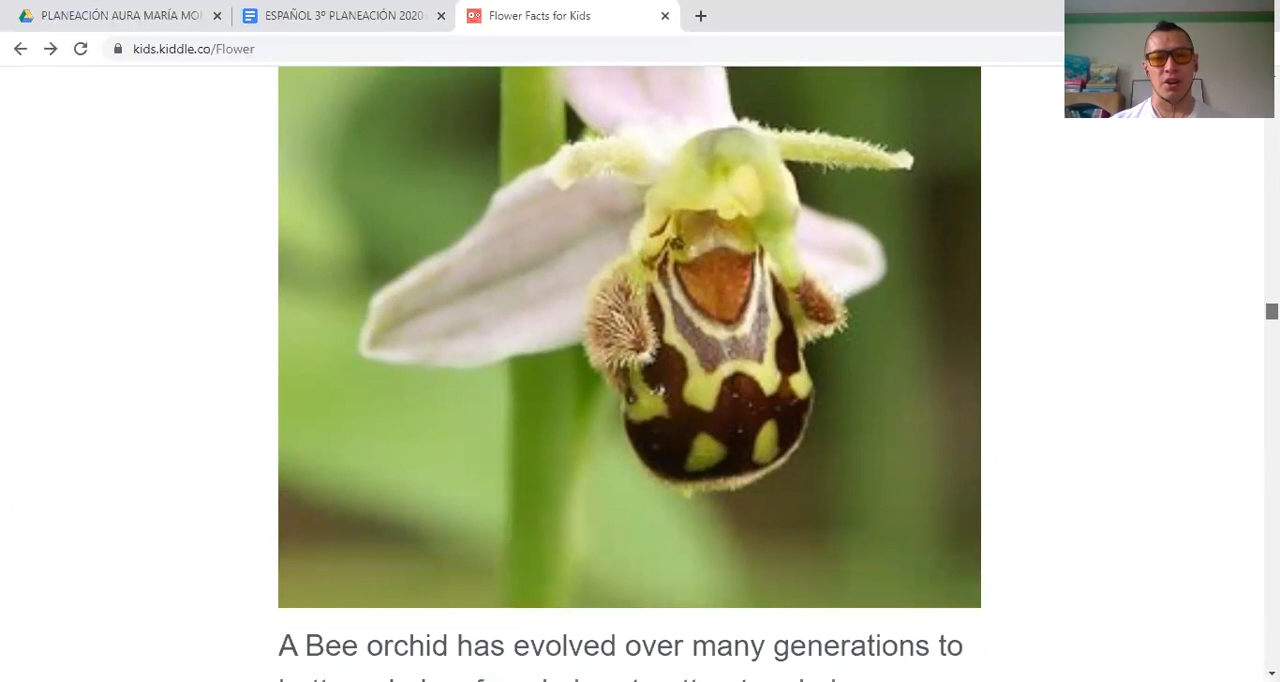 PLANEACIÓN AURA MARÍA MO
ESPAÑOL 3º PLANEACIÓN 2020
Flower Facts for Kids
kids.kiddle.co/Flower
A Bee orchid has evolved over many generations to